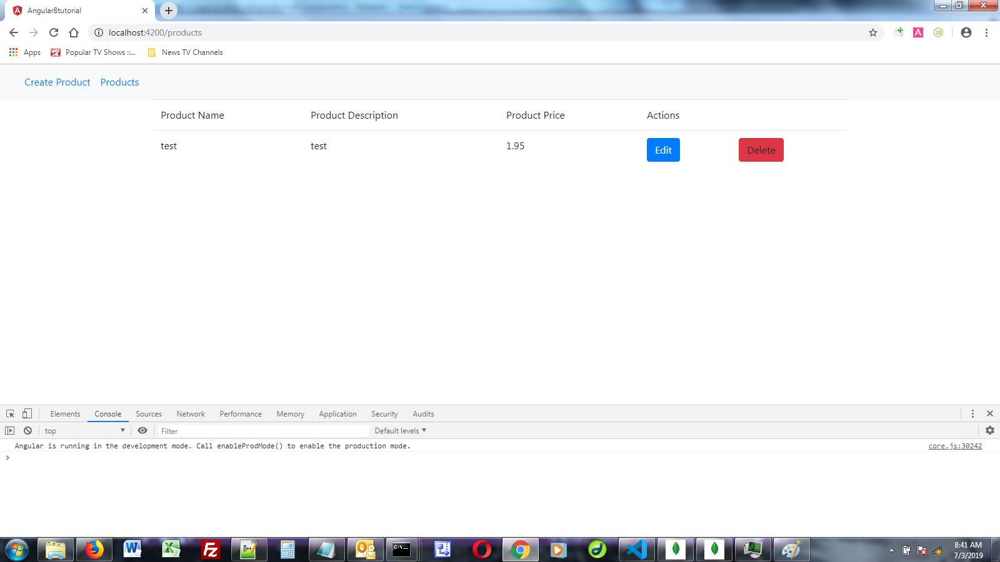 Angular8tutorial
localhost:4200/products
Apps Popular TV Shows ::... News TV Channels
Create Product Products
Product Name Product Description Product Price Actions
test test 1.95 Edit Delete
Elements Console Sources Network Performance Memory Application Security Audits
top Filter Default levels
Angular is running in the development mode. Call enableProdMode() to enable the production mode. core.js:30242
8:41 AM
7/3/2019